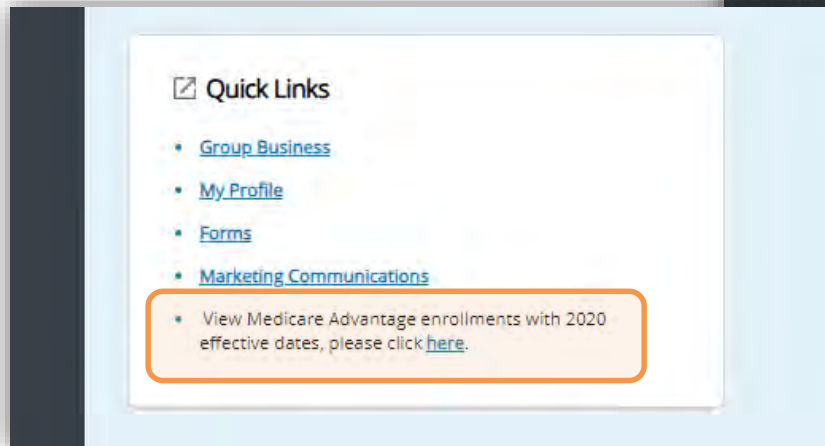 Quick Links
• Group Business
• My Profile
• Forms
• Marketing Communications
• View Medicare Advantage enrollments with 2020
effective dates, please click here.